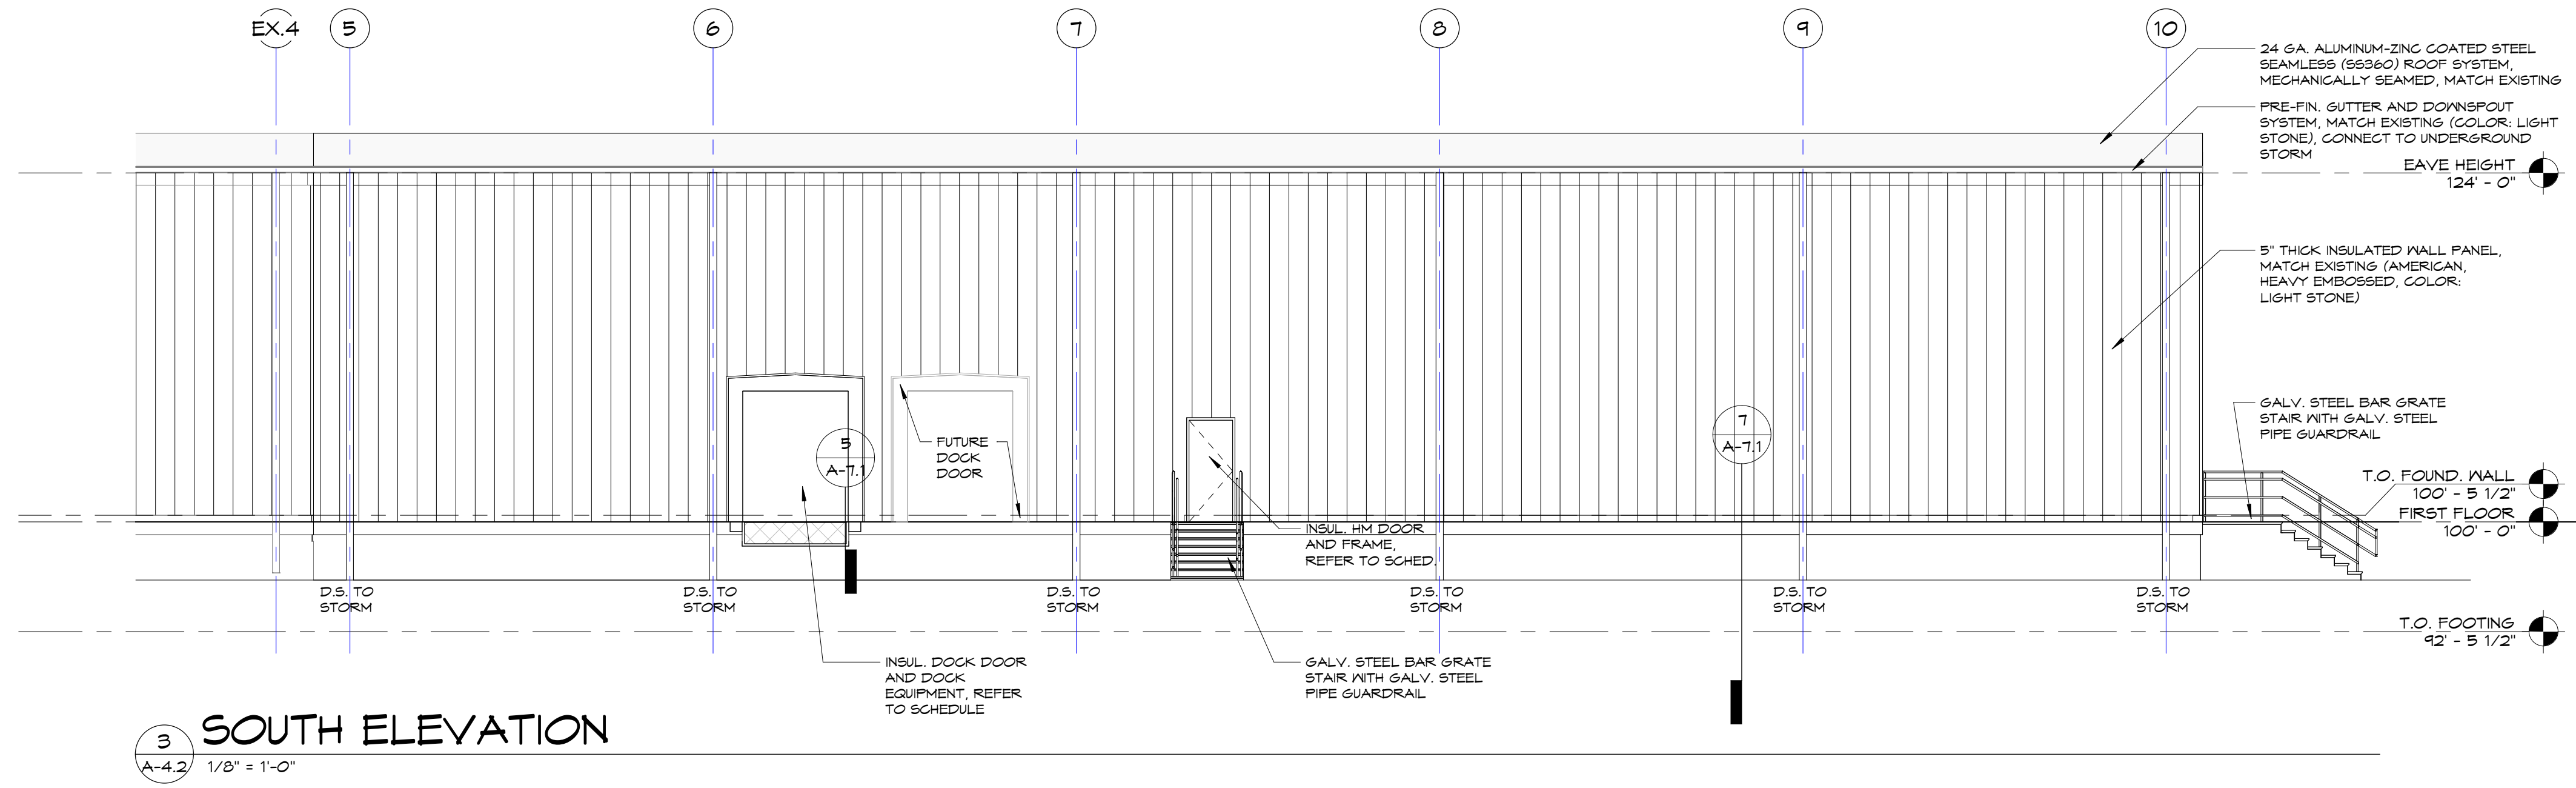 EX.4
5
6
7
8
9
10
24 GA. ALUMINUM-ZINC COATED STEEL
SEAMLESS (SS360) ROOF SYSTEM,
MECHANICALLY SEAMED, MATCH EXISTING
PRE-FIN. GUTTER AND DOWNSPOUT
SYSTEM, MATCH EXISTING (COLOR: LIGHT
STONE), CONNECT TO UNDERGROUND
STORM
EAVE HEIGHT
124' - 0"
5" THICK INSULATED WALL PANEL,
MATCH EXISTING (AMERICAN,
HEAVY EMBOSSED, COLOR:
LIGHT STONE)
GALV. STEEL BAR GRATE
STAIR WITH GALV. STEEL
PIPE GUARDRAIL
5
A-7.1
FUTURE
DOCK
DOOR
7
A-7.1
T.O. FOUND. WALL
100' - 5 1/2"
FIRST FLOOR
100' - 0"
INSUL. HM DOOR
AND FRAME,
REFER TO SCHED.
D.S. TO
STORM
D.S. TO
STORM
D.S. TO
STORM
D.S. TO
STORM
D.S. TO
STORM
D.S. TO
STORM
T.O. FOOTING
92' - 5 1/2"
INSUL. DOCK DOOR
AND DOCK
EQUIPMENT, REFER
TO SCHEDULE
GALV. STEEL BAR GRATE
STAIR WITH GALV. STEEL
PIPE GUARDRAIL
3
A-4.2
SOUTH ELEVATION
1/8" = 1'-0"